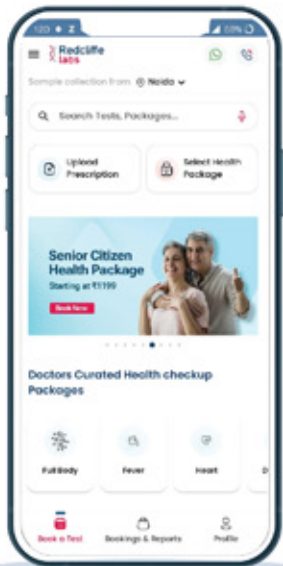 Redcliffe
labs
Sample collection from Noida
Search Tests, Packages...
Upload
Prescription
Select Health
Package
Senior Citizen
Health Package
Starting at ₹1199
Book Now
Doctors Curated Health checkup
Packages
Full Body
Fever
Heart
Book a Test
Bookings & Reports
Profile